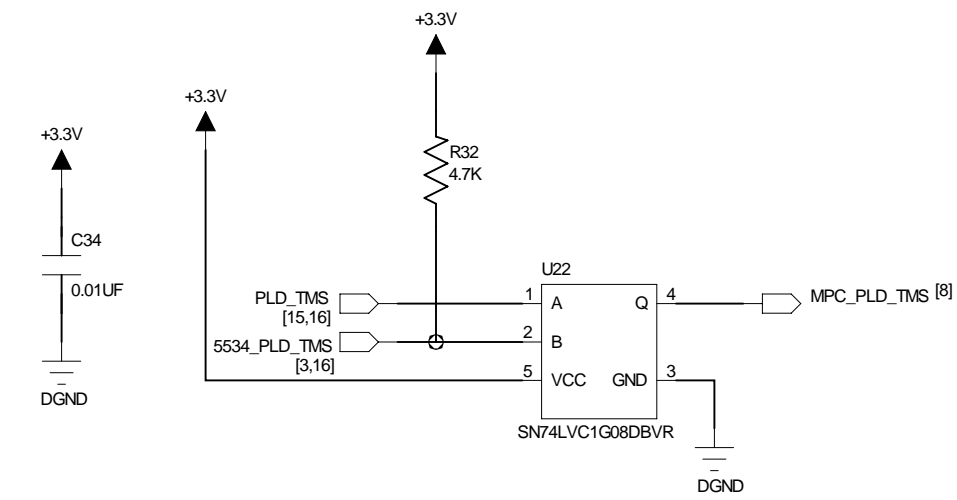 +3.3V
+3.3V
+3.3V
R32
4.7K
C34
0.01UF
DGND
U22
PLD_TMS
[15,16]
1 A Q 4
MPC_PLD_TMS [8]
5534_PLD_TMS
[3,16]
2 B
5 VCC GND 3
SN74LVC1G08DBVR
DGND